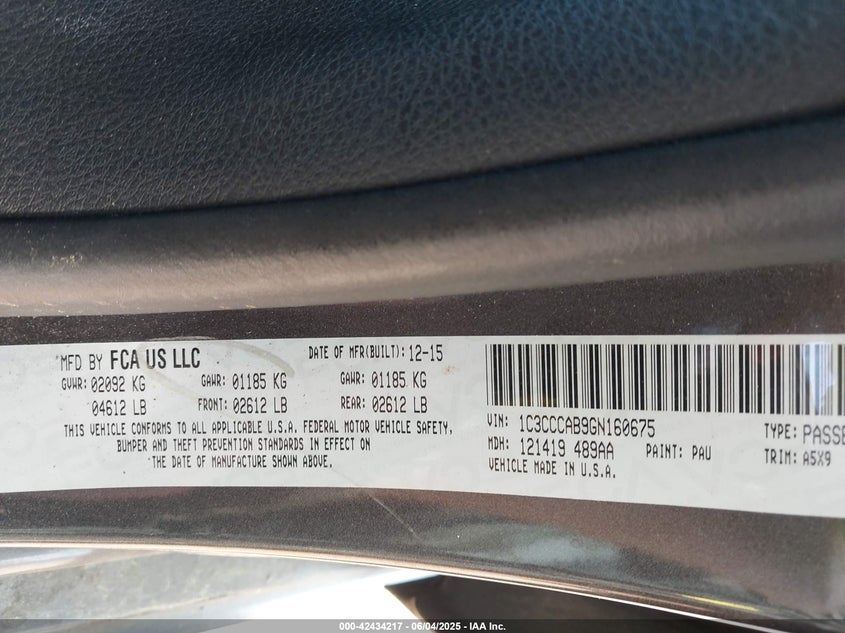 MFD BY FCA US LLC DATE OF MFR(BUILT): 12-15
GVWR: 02092 KG GAWR: 01185 KG GAWR: 01185 KG
04612 LB FRONT: 02612 LB REAR: 02612 LB
THIS VEHICLE CONFORMS TO ALL APPLICABLE U.S.A. FEDERAL MOTOR VEHICLE SAFETY,
BUMPER AND THEFT PREVENTION STANDARDS IN EFFECT ON
THE DATE OF MANUFACTURE SHOWN ABOVE.
VIN: 1C3CCCAB9GN160675 TYPE: PASSE
MDH: 121419 489AA PAINT: PAU TRIM: A5X9
VEHICLE MADE IN U.S.A.
000-42434217 - 06/04/2025 - IAA Inc.